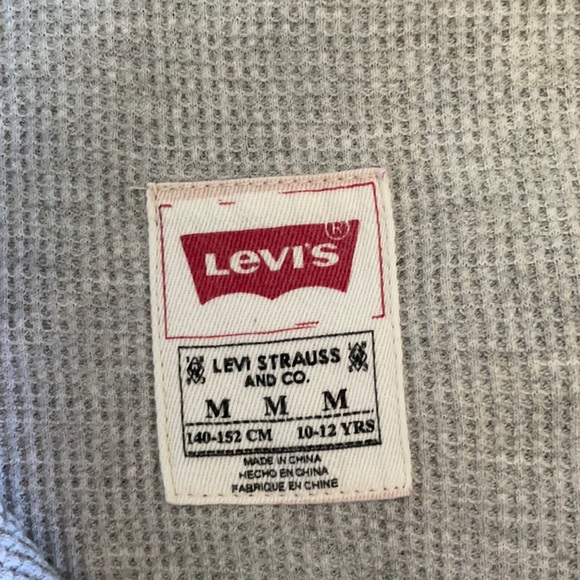 LEVI'S ®
LEVI STRAUSS
AND CO.
M M M
140-152 CM 10-12 YRS
MADE IN CHINA
HECHO EN CHINA
FABRIQUE EN CHINE